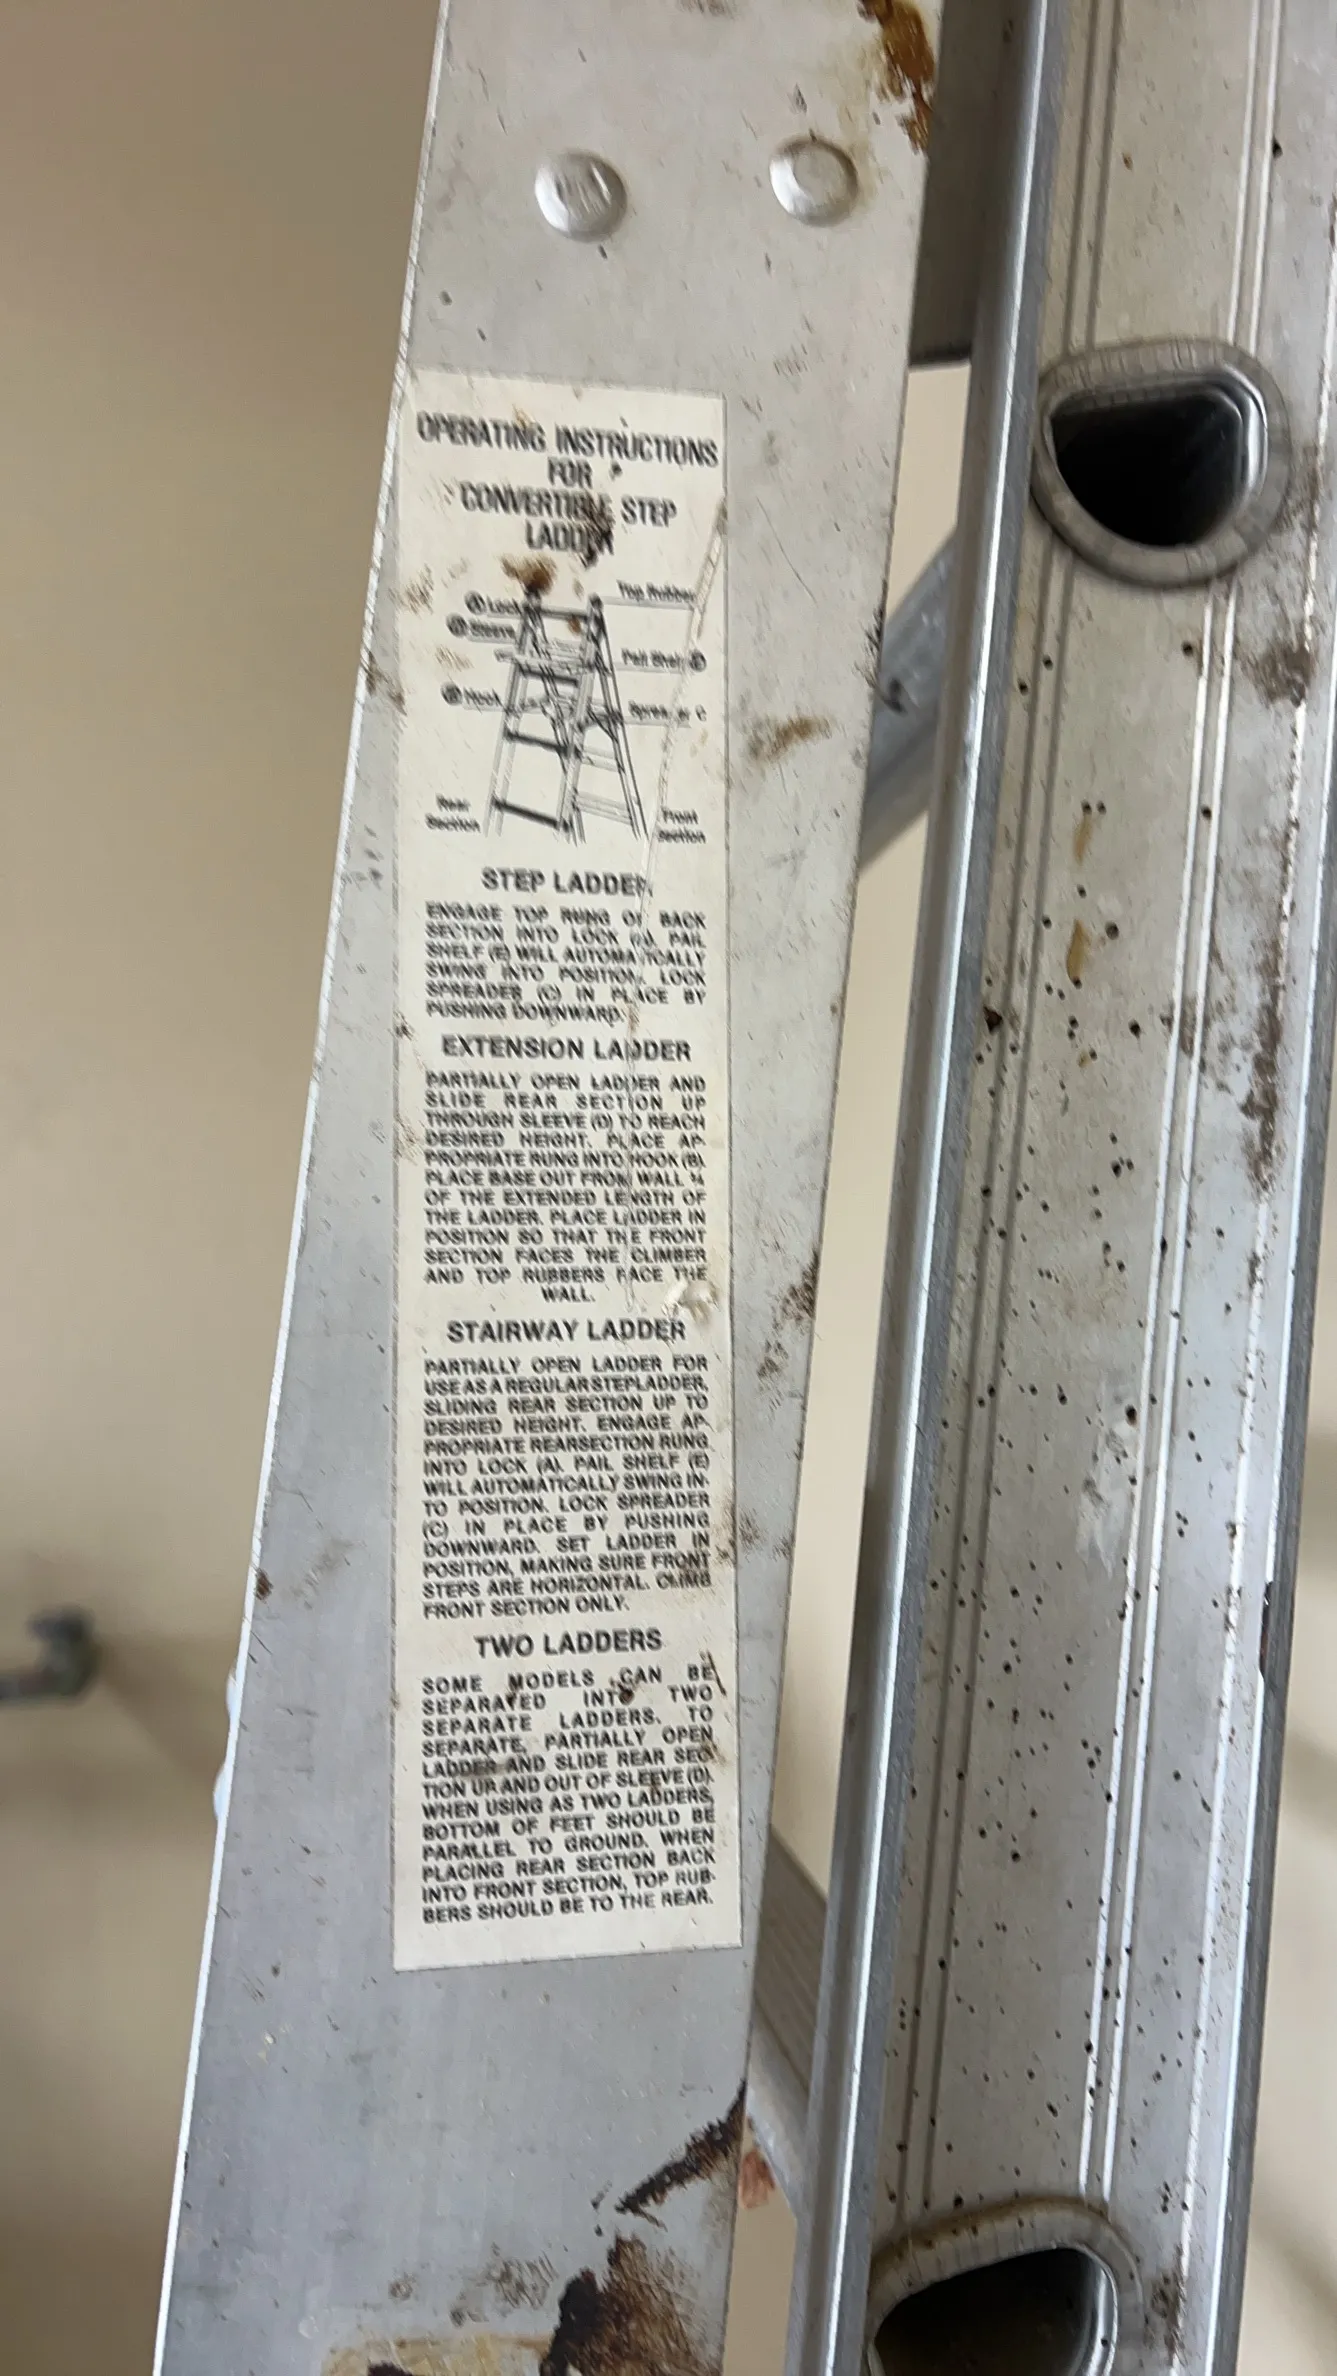 OPERATING INSTRUCTIONS
FOR
CONVERTIBLE STEP
LADDER
Ⓐ Lock
Top Rubber
Ⓓ Sleeve
Pail Shelf Ⓔ
Ⓑ Hook
C
Rear
Section
Front
Section
STEP LADDER
ENGAGE TOP RUNG OF BACK
SECTION INTO LOCK (A). PAIL
SHELF (E) WILL AUTOMATICALLY
SWING INTO POSITION. LOCK
SPREADER (C) IN PLACE BY
PUSHING DOWNWARD.
EXTENSION LADDER
PARTIALLY OPEN LADDER AND
SLIDE REAR SECTION UP
THROUGH SLEEVE (D) TO REACH
DESIRED HEIGHT. PLACE AP-
PROPRIATE RUNG INTO HOOK (B).
PLACE BASE OUT FROM WALL ¼
OF THE EXTENDED LENGTH OF
THE LADDER. PLACE LADDER IN
POSITION SO THAT THE FRONT
SECTION FACES THE CLIMBER
AND TOP RUBBERS FACE THE
WALL.
STAIRWAY LADDER
PARTIALLY OPEN LADDER FOR
USE AS A REGULAR STEPLADDER,
SLIDING REAR SECTION UP TO
DESIRED HEIGHT. ENGAGE AP-
PROPRIATE REARSECTION RUNG
INTO LOCK (A). PAIL SHELF (E)
WILL AUTOMATICALLY SWING IN-
TO POSITION. LOCK SPREADER
(C) IN PLACE BY PUSHING
DOWNWARD. SET LADDER IN
POSITION, MAKING SURE FRONT
STEPS ARE HORIZONTAL. CLIMB
FRONT SECTION ONLY.
TWO LADDERS
SOME MODELS CAN BE
SEPARATED INTO TWO
SEPARATE LADDERS. TO
SEPARATE, PARTIALLY OPEN
LADDER AND SLIDE REAR SEC-
TION UP AND OUT OF SLEEVE (D).
WHEN USING AS TWO LADDERS,
BOTTOM OF FEET SHOULD BE
PARALLEL TO GROUND. WHEN
PLACING REAR SECTION BACK
INTO FRONT SECTION, TOP RUB-
BERS SHOULD BE TO THE REAR.